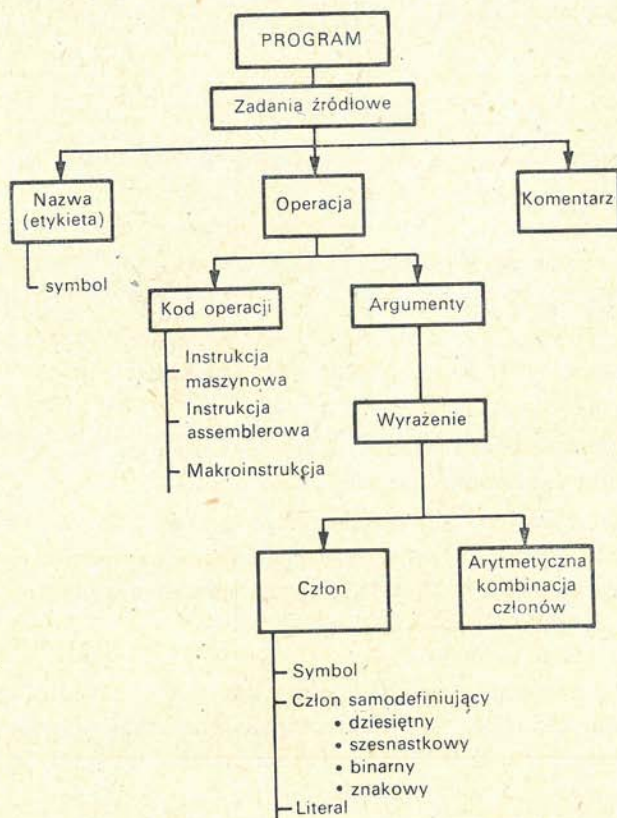 PROGRAM
Zadania źródłowe
Nazwa
(etykieta)
Operacja
Komentarz
symbol
Kod operacji
Argumenty
Instrukcja
maszynowa
Instrukcja
assemblerowa
Makroinstrukcja
Wyrażenie
Człon
Arytmetyczna
kombinacja
członów
Symbol
Człon samodefiniujący
• dziesiętny
• szesnastkowy
• binarny
• znakowy
Literal